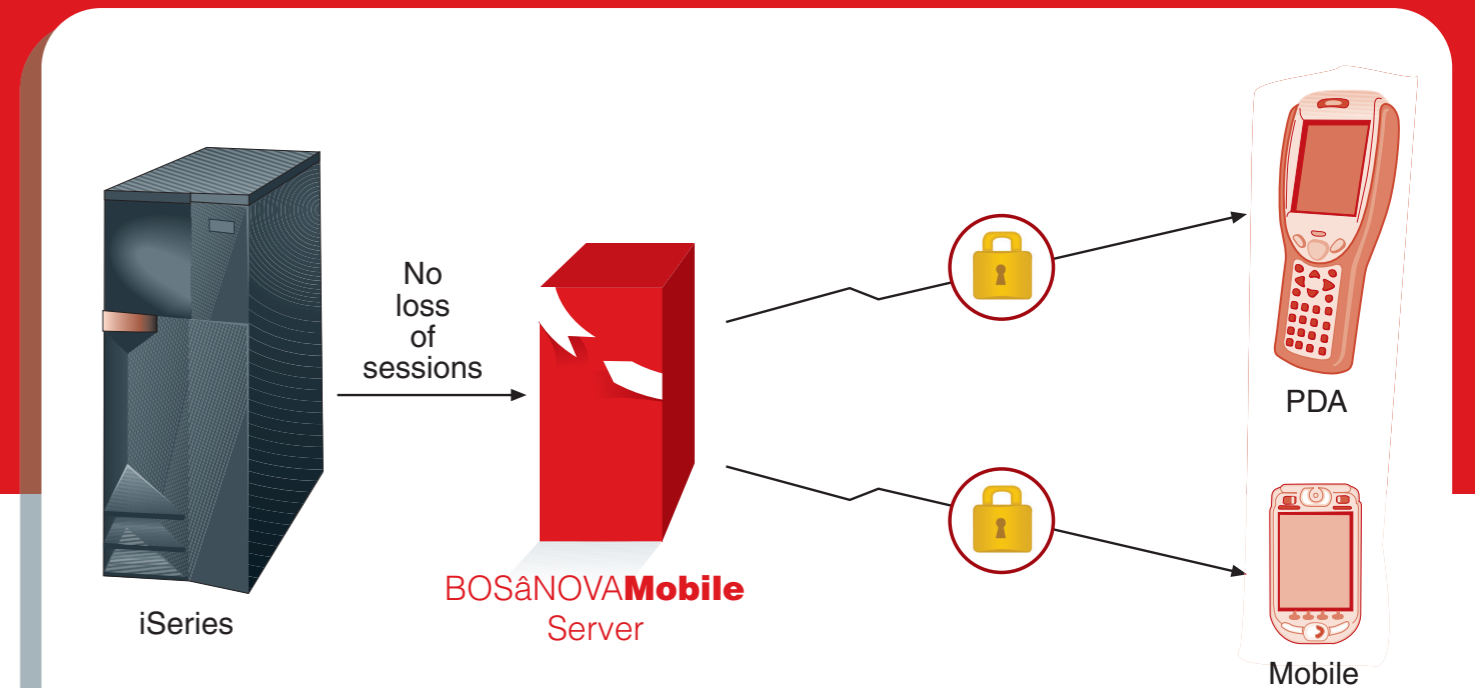 No
loss
of
sessions
iSeries
BOSâNOVAMobile
Server
PDA
Mobile